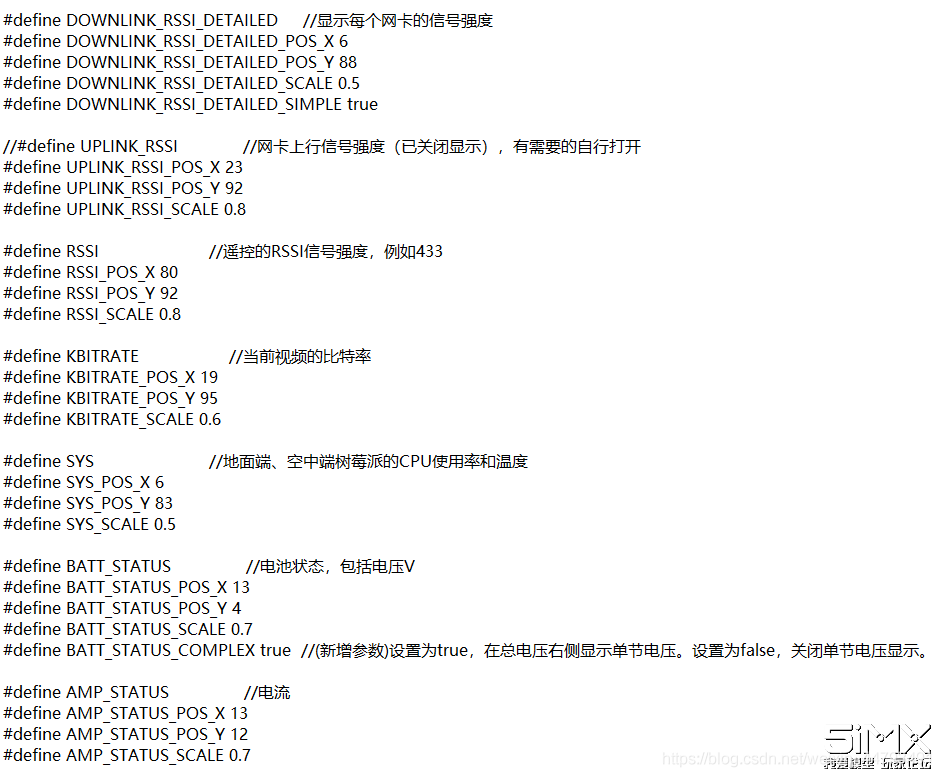 #define DOWNLINK_RSSI_DETAILED //显示每个网卡的信号强度
#define DOWNLINK_RSSI_DETAILED_POS_X 6
#define DOWNLINK_RSSI_DETAILED_POS_Y 88
#define DOWNLINK_RSSI_DETAILED_SCALE 0.5
#define DOWNLINK_RSSI_DETAILED_SIMPLE true
//#define UPLINK_RSSI //网卡上行信号强度（已关闭显示），有需要的自行打开
#define UPLINK_RSSI_POS_X 23
#define UPLINK_RSSI_POS_Y 92
#define UPLINK_RSSI_SCALE 0.8
#define RSSI //遥控的RSSI信号强度，例如433
#define RSSI_POS_X 80
#define RSSI_POS_Y 92
#define RSSI_SCALE 0.8
#define KBITRATE //当前视频的比特率
#define KBITRATE_POS_X 19
#define KBITRATE_POS_Y 95
#define KBITRATE_SCALE 0.6
#define SYS //地面端、空中端树莓派的CPU使用率和温度
#define SYS_POS_X 6
#define SYS_POS_Y 83
#define SYS_SCALE 0.5
#define BATT_STATUS //电池状态，包括电压V
#define BATT_STATUS_POS_X 13
#define BATT_STATUS_POS_Y 4
#define BATT_STATUS_SCALE 0.7
#define BATT_STATUS_COMPLEX true //(新增参数)设置为true，在总电压右侧显示单节电压。设置为false，关闭单节电压显示。
#define AMP_STATUS //电流
#define AMP_STATUS_POS_X 13
#define AMP_STATUS_POS_Y 12
#define AMP_STATUS_SCALE 0.7
5iMX
我爱模型 玩家论坛